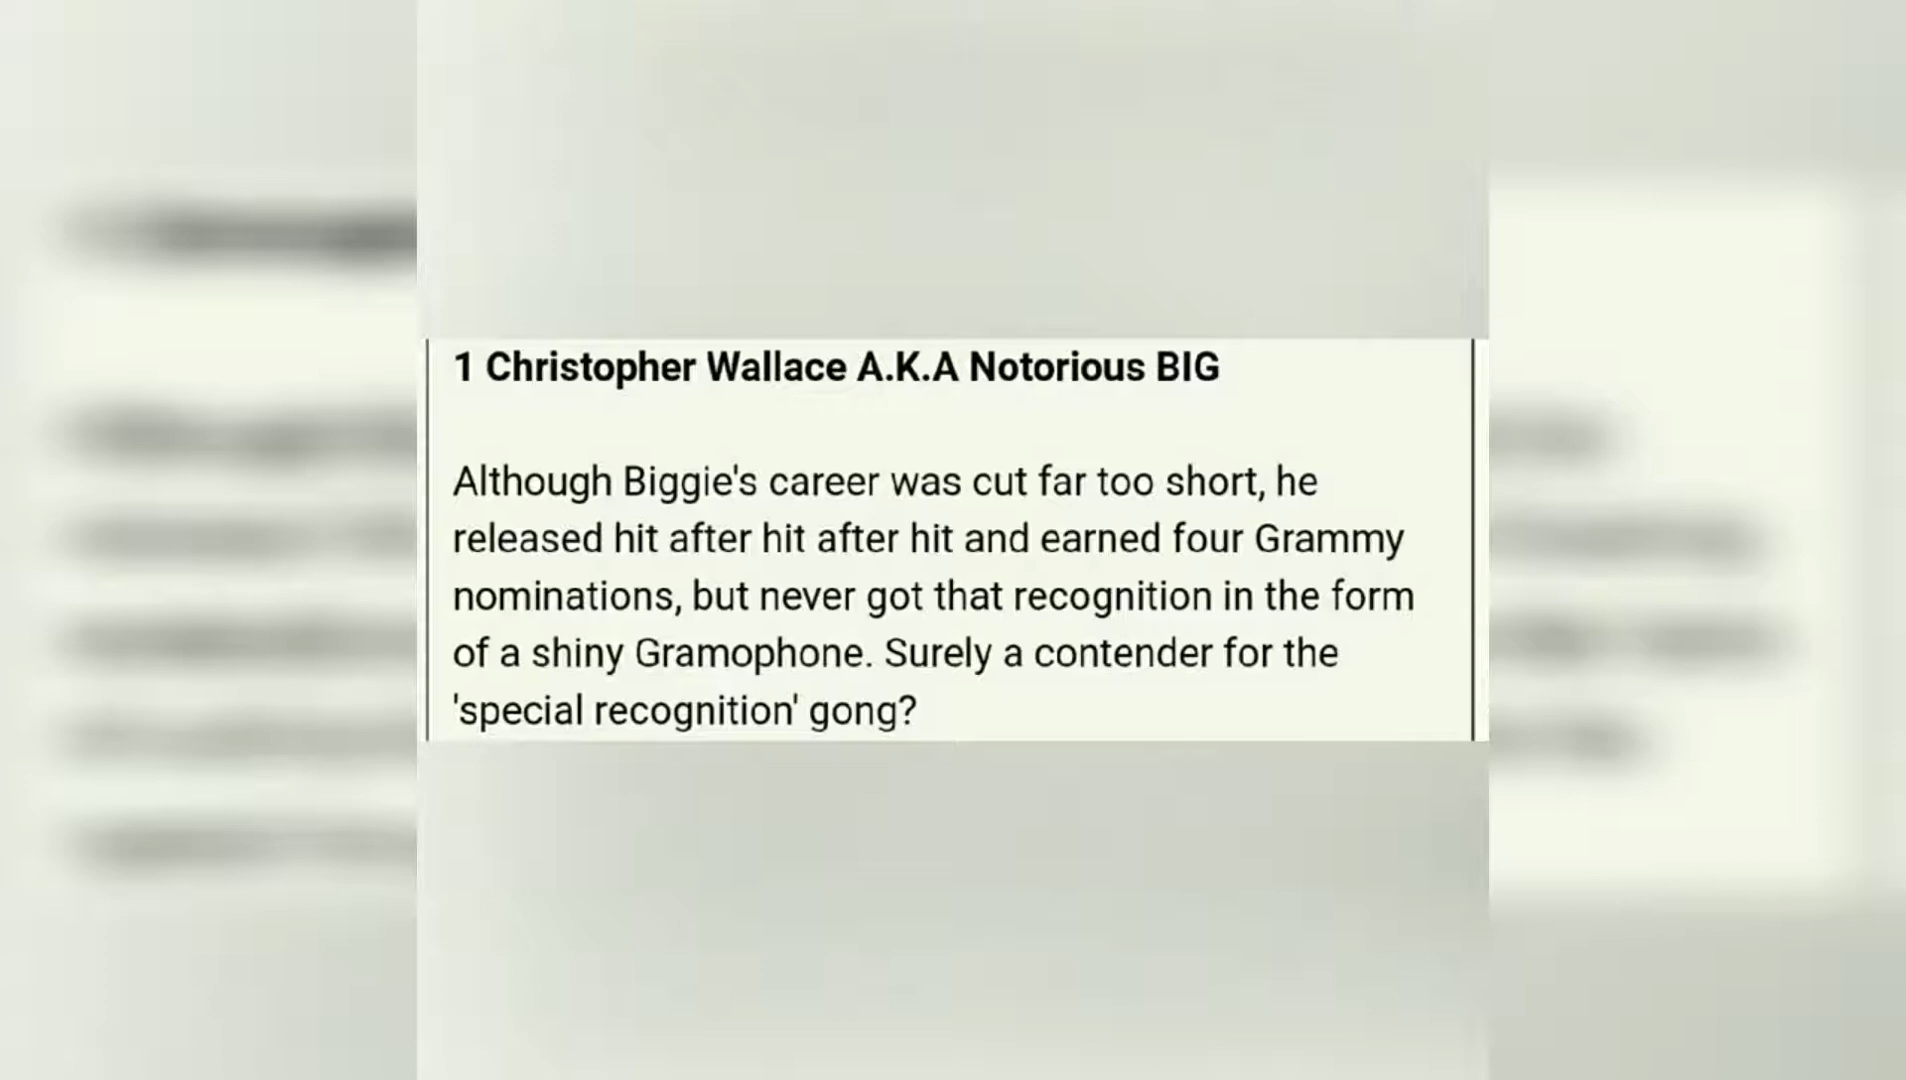 1 Christopher Wallace A.K.A Notorious BIG
Although Biggie's career was cut far too short, he
released hit after hit after hit and earned four Grammy
nominations, but never got that recognition in the form
of a shiny Gramophone. Surely a contender for the
'special recognition' gong?